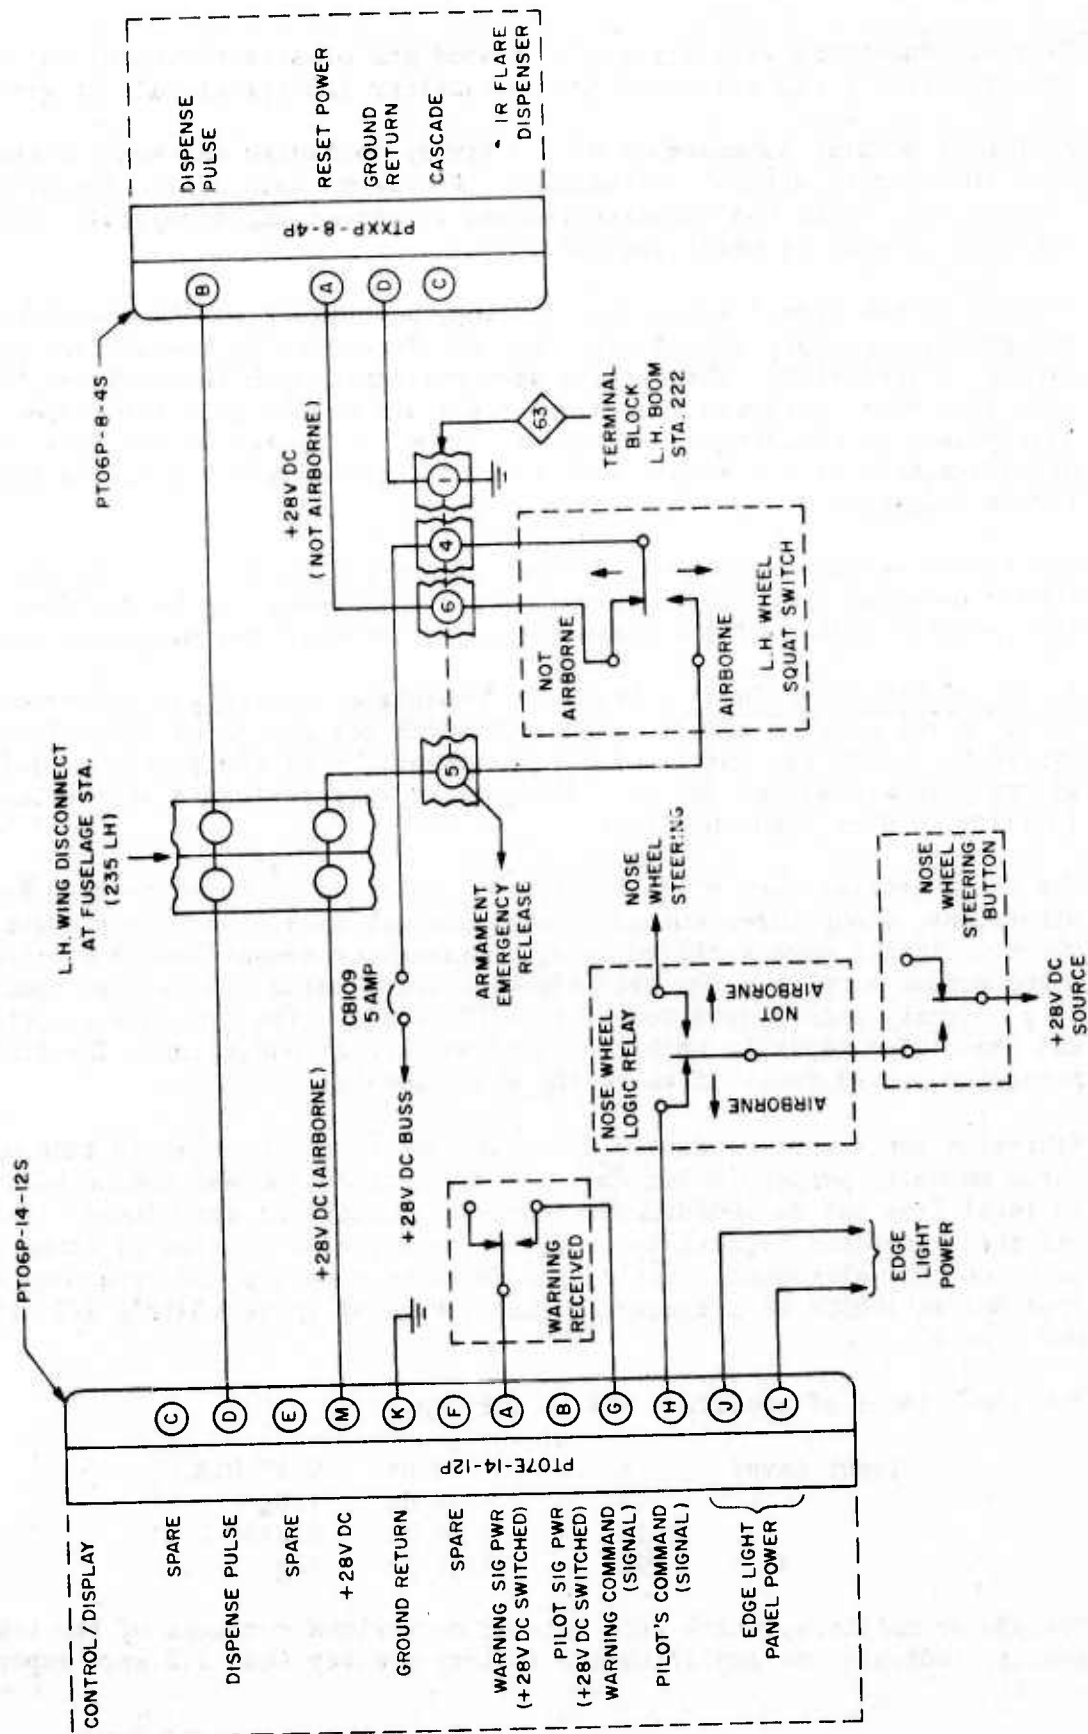 PT06P-14-12S
CONTROL/DISPLAY
PT07E-14-12P
SPARE
C
DISPENSE PULSE
D
SPARE
E
+28V DC
M
GROUND RETURN
K
SPARE
F
WARNING SIG PWR
(+28V DC SWITCHED)
A
PILOT SIG PWR
(+28V DC SWITCHED)
B
WARNING COMMAND
(SIGNAL)
G
PILOT'S COMMAND
(SIGNAL)
H
EDGE LIGHT
PANEL POWER
J
L
EDGE
LIGHT
POWER
WARNING
RECEIVED
+28V DC (AIRBORNE)
+28V DC BUSS
CB109
5 AMP
L.H. WING DISCONNECT
AT FUSELAGE STA.
(235 LH)
ARMAMENT
EMERGENCY
RELEASE
5
6
4
1
63
TERMINAL
BLOCK
L.H. BOOM
STA. 222
+28V DC
(NOT AIRBORNE)
NOT
AIRBORNE
AIRBORNE
L.H. WHEEL
SQUAT SWITCH
NOSE WHEEL
LOGIC RELAY
AIRBORNE
NOT
AIRBORNE
NOSE
WHEEL
STEERING
NOSE
WHEEL
STEERING
BUTTON
+28V DC
SOURCE
PT06P-8-4S
PTXXP-8-4P
B
DISPENSE
PULSE
A
RESET POWER
D
GROUND
RETURN
C
CASCADE
* IR FLARE
DISPENSER